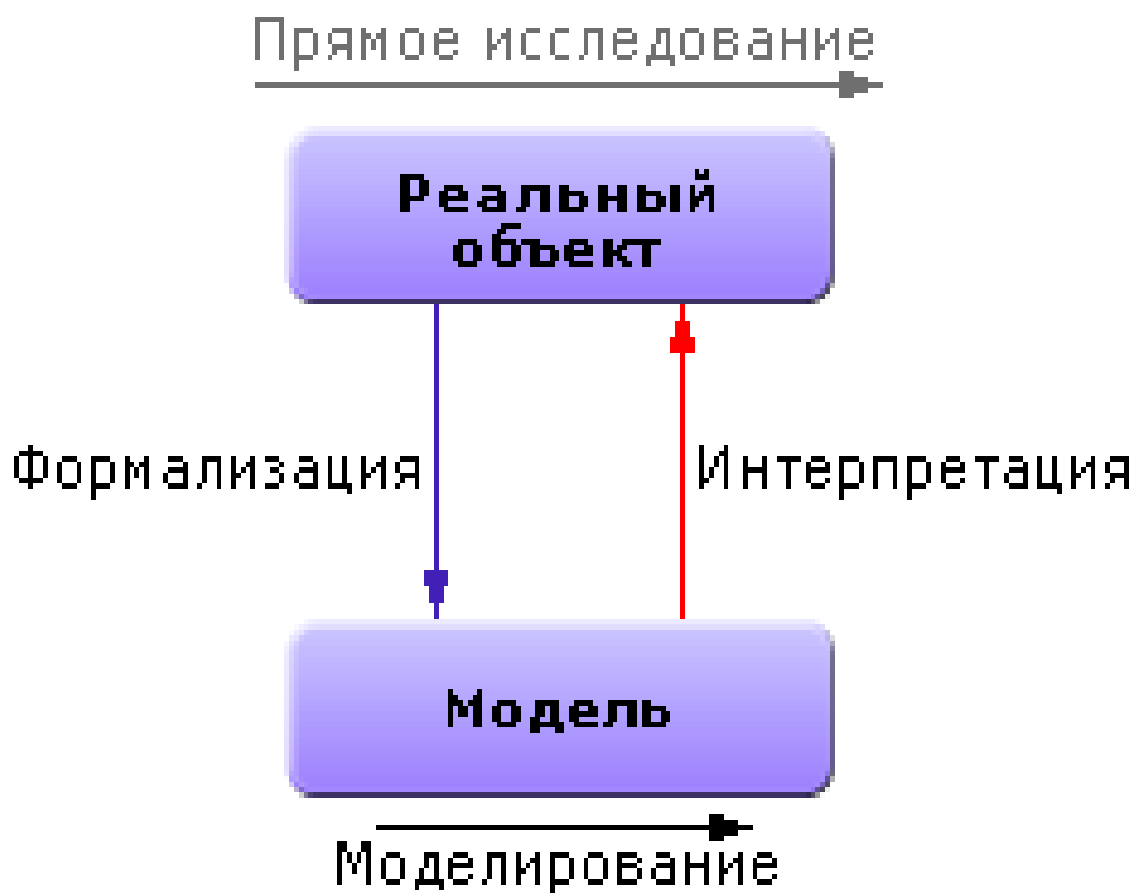 Прямое исследование
Реальный
объект
Формализация
Интерпретация
Модель
Моделирование